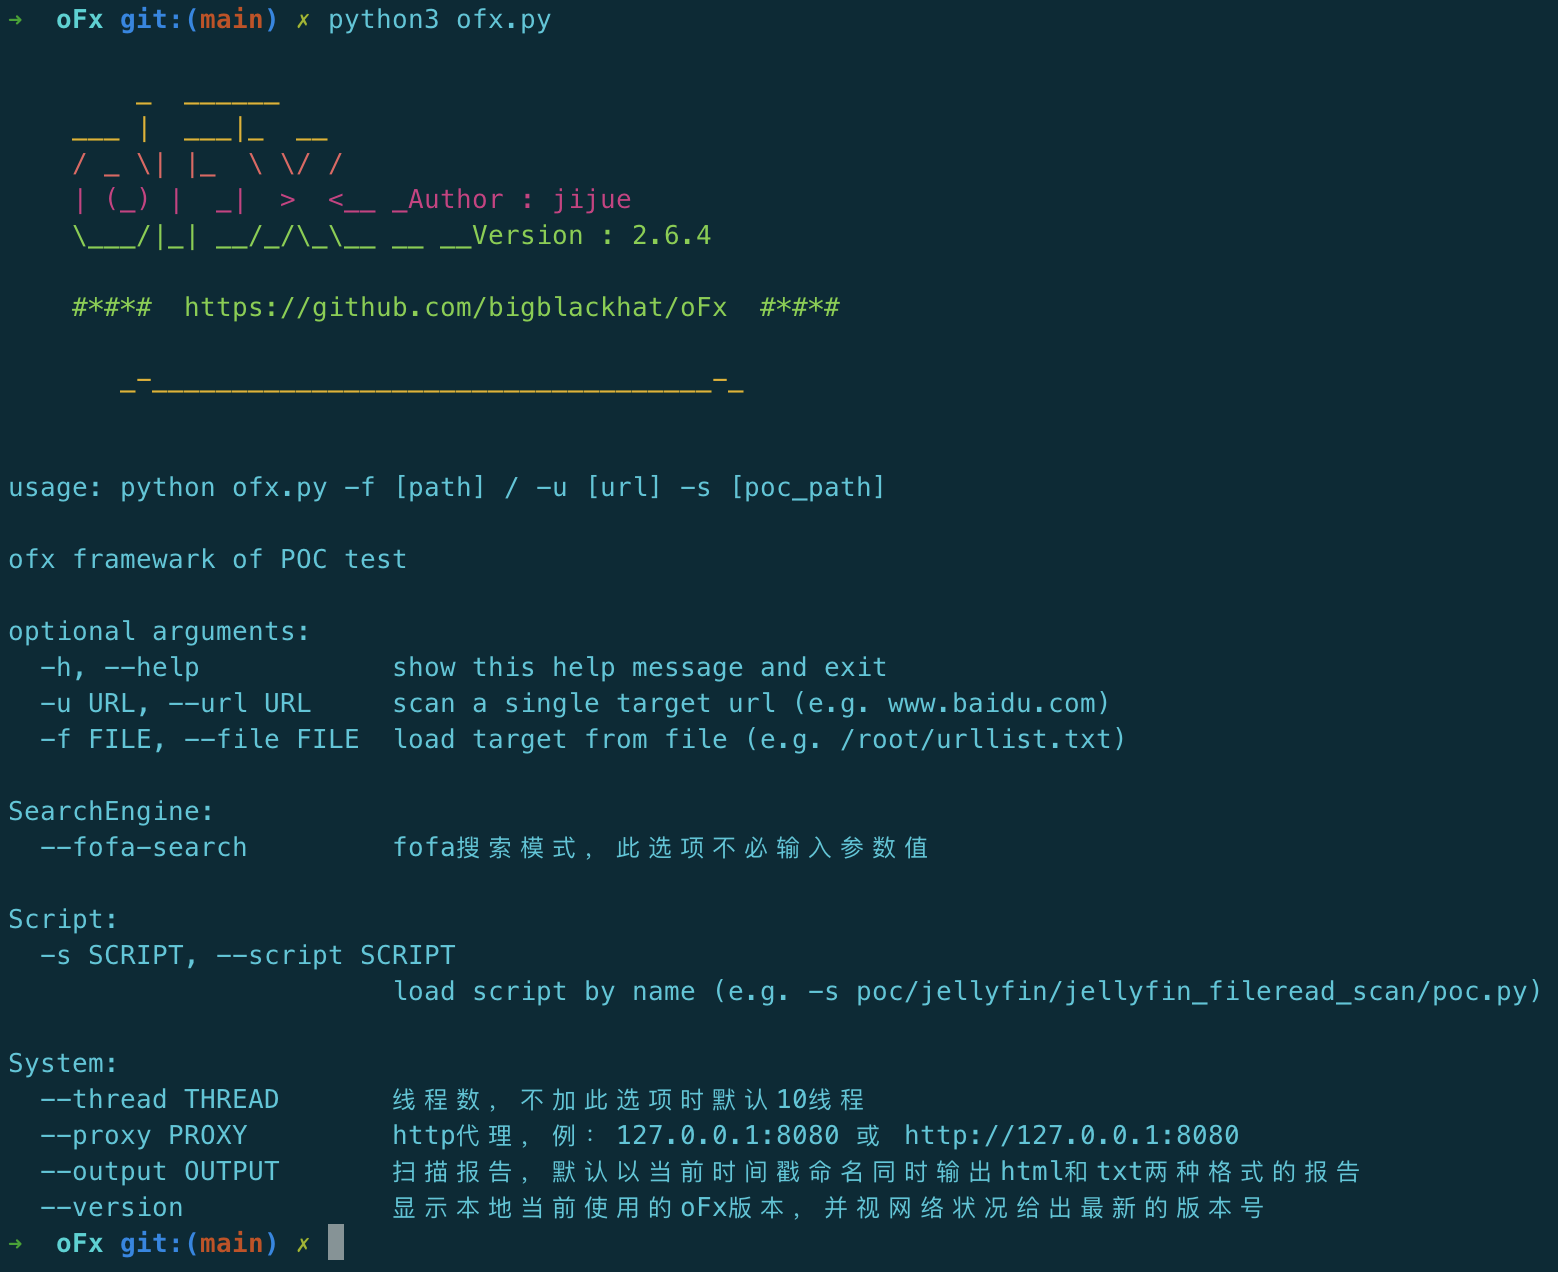 ➜  oFx git:(main) ✗ python3 ofx.py
        _  ______
    ___ |  ___|_  __
    / _ \| |_  \ \/ /
    | (_) |  _|  >  <__ _Author : jijue
    \___/|_| __/_/\_\__ __ __Version : 2.6.4
    #*#*#  https://github.com/bigblackhat/oFx  #*#*#
       _-___________________________________-_
usage: python ofx.py -f [path] / -u [url] -s [poc_path]
ofx framewark of POC test
optional arguments:
  -h, --help            show this help message and exit
  -u URL, --url URL     scan a single target url (e.g. www.baidu.com)
  -f FILE, --file FILE  load target from file (e.g. /root/urllist.txt)
SearchEngine:
  --fofa-search         fofa搜索模式，此选项不必输入参数值
Script:
  -s SCRIPT, --script SCRIPT
                        load script by name (e.g. -s poc/jellyfin/jellyfin_fileread_scan/poc.py)
System:
  --thread THREAD       线程数，不加此选项时默认10线程
  --proxy PROXY         http代理，例：127.0.0.1:8080 或 http://127.0.0.1:8080
  --output OUTPUT       扫描报告，默认以当前时间戳命名同时输出html和txt两种格式的报告
  --version             显示本地当前使用的oFx版本，并视网络状况给出最新的版本号
➜  oFx git:(main) ✗